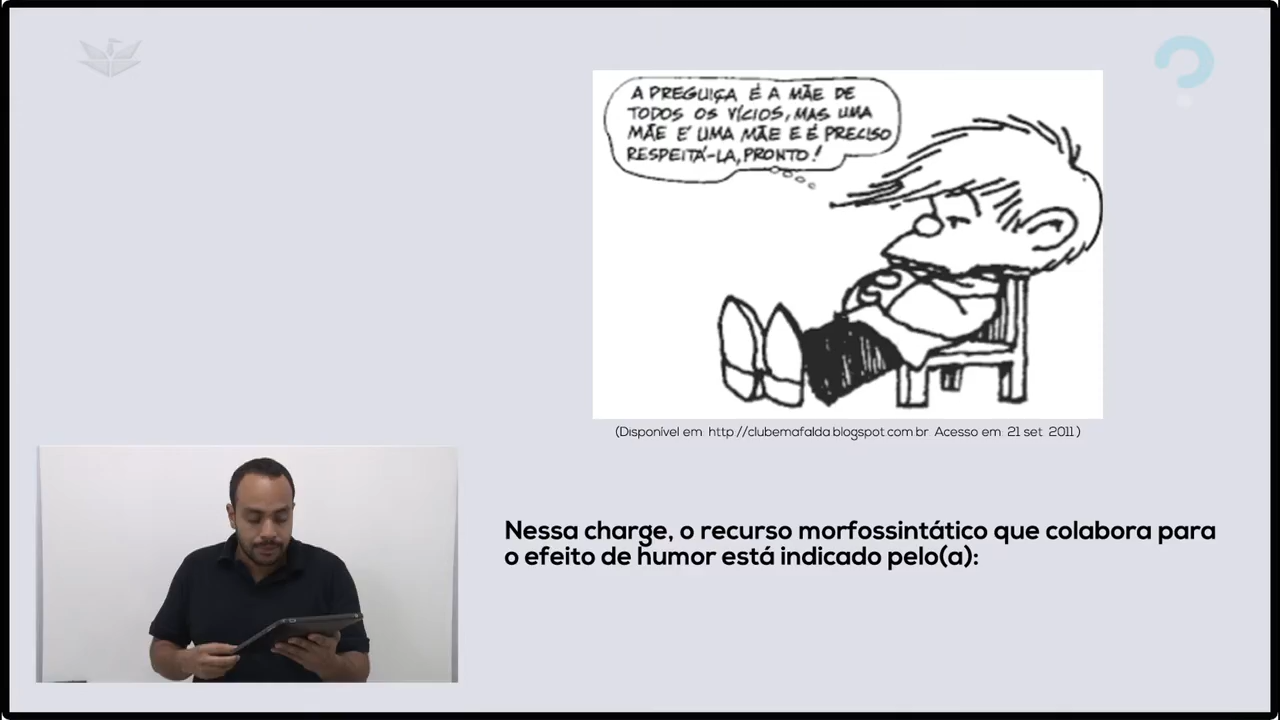 A PREGUIÇA É A MÃE DE
TODOS OS VÍCIOS, MAS UMA
MÃE É UMA MÃE E É PRECISO
RESPEITÁ-LA, PRONTO!
(Disponível em http //clubemafalda.blogspot.com.br Acesso em 21 set 2011)
Nessa charge, o recurso morfossintático que colabora para
o efeito de humor está indicado pelo(a):